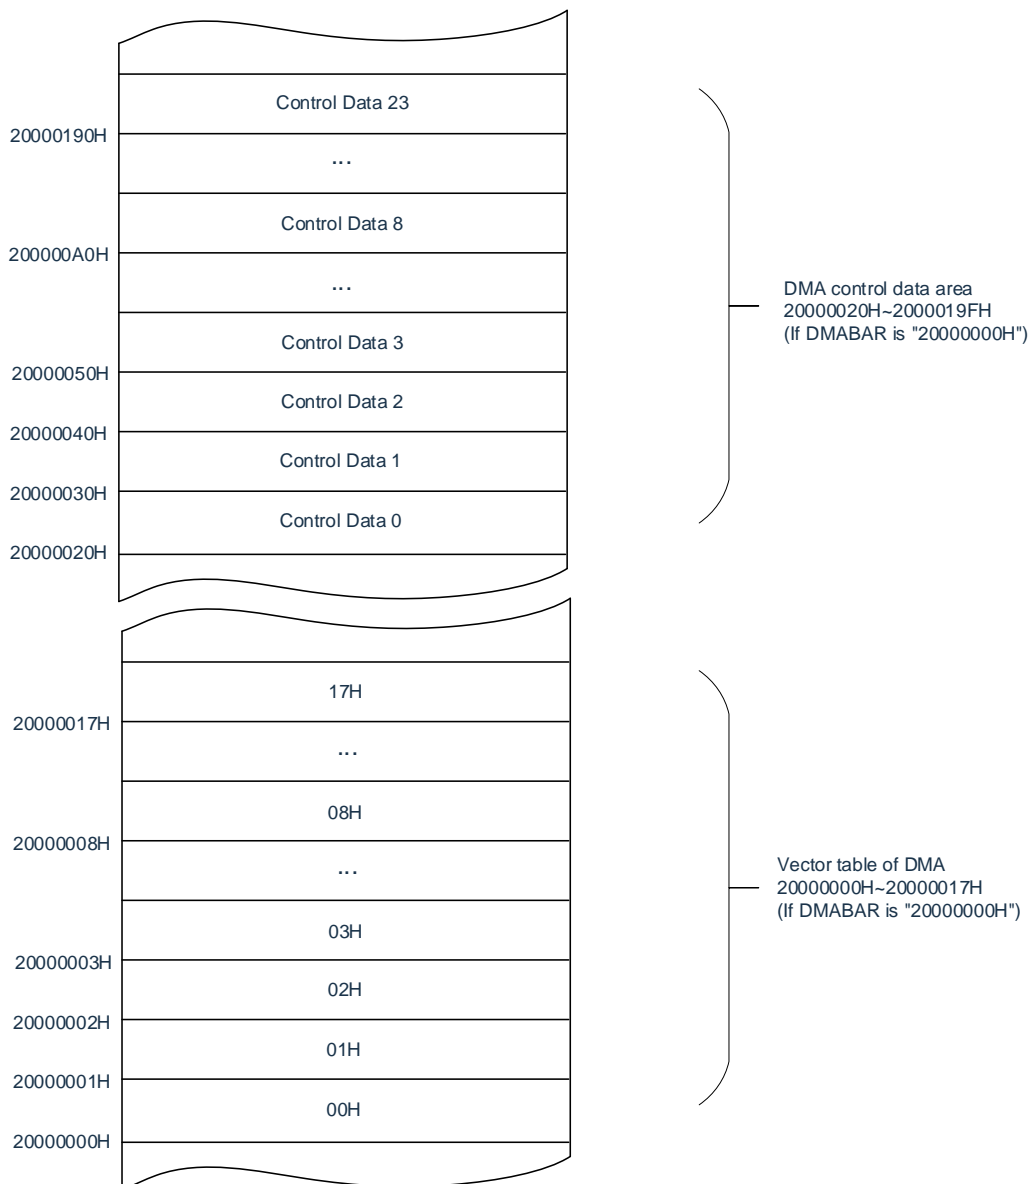 Control Data 23
20000190H
...
Control Data 8
200000A0H
...
DMA control data area
20000020H~2000019FH
(If DMABAR is "20000000H")
Control Data 3
20000050H
Control Data 2
20000040H
Control Data 1
20000030H
Control Data 0
20000020H
17H
20000017H
...
08H
20000008H
...
Vector table of DMA
20000000H~20000017H
(If DMABAR is "20000000H")
03H
20000003H
02H
20000002H
01H
20000001H
00H
20000000H